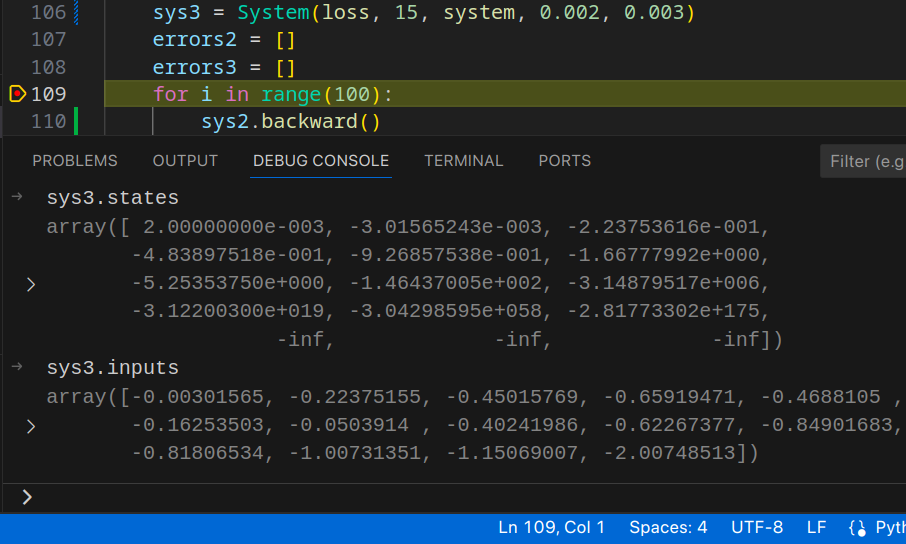 106 sys3 = System(loss, 15, system, 0.002, 0.003)
107 errors2 = []
108 errors3 = []
109 for i in range(100):
110 sys2.backward()
PROBLEMS OUTPUT DEBUG CONSOLE TERMINAL PORTS Filter (e.g
sys3.states
array([ 2.00000000e-003, -3.01565243e-003, -2.23753616e-001,
-4.83897518e-001, -9.26857538e-001, -1.66777992e+000,
-5.25353750e+000, -1.46437005e+002, -3.14879517e+006,
-3.12200300e+019, -3.04298595e+058, -2.81773302e+175,
-inf, -inf, -inf])
sys3.inputs
array([-0.00301565, -0.22375155, -0.45015769, -0.65919471, -0.4688105 ,
-0.16253503, -0.0503914 , -0.40241986, -0.62267377, -0.84901683,
-0.81806534, -1.00731351, -1.15069007, -2.00748513])
Ln 109, Col 1 Spaces: 4 UTF-8 LF Pyth